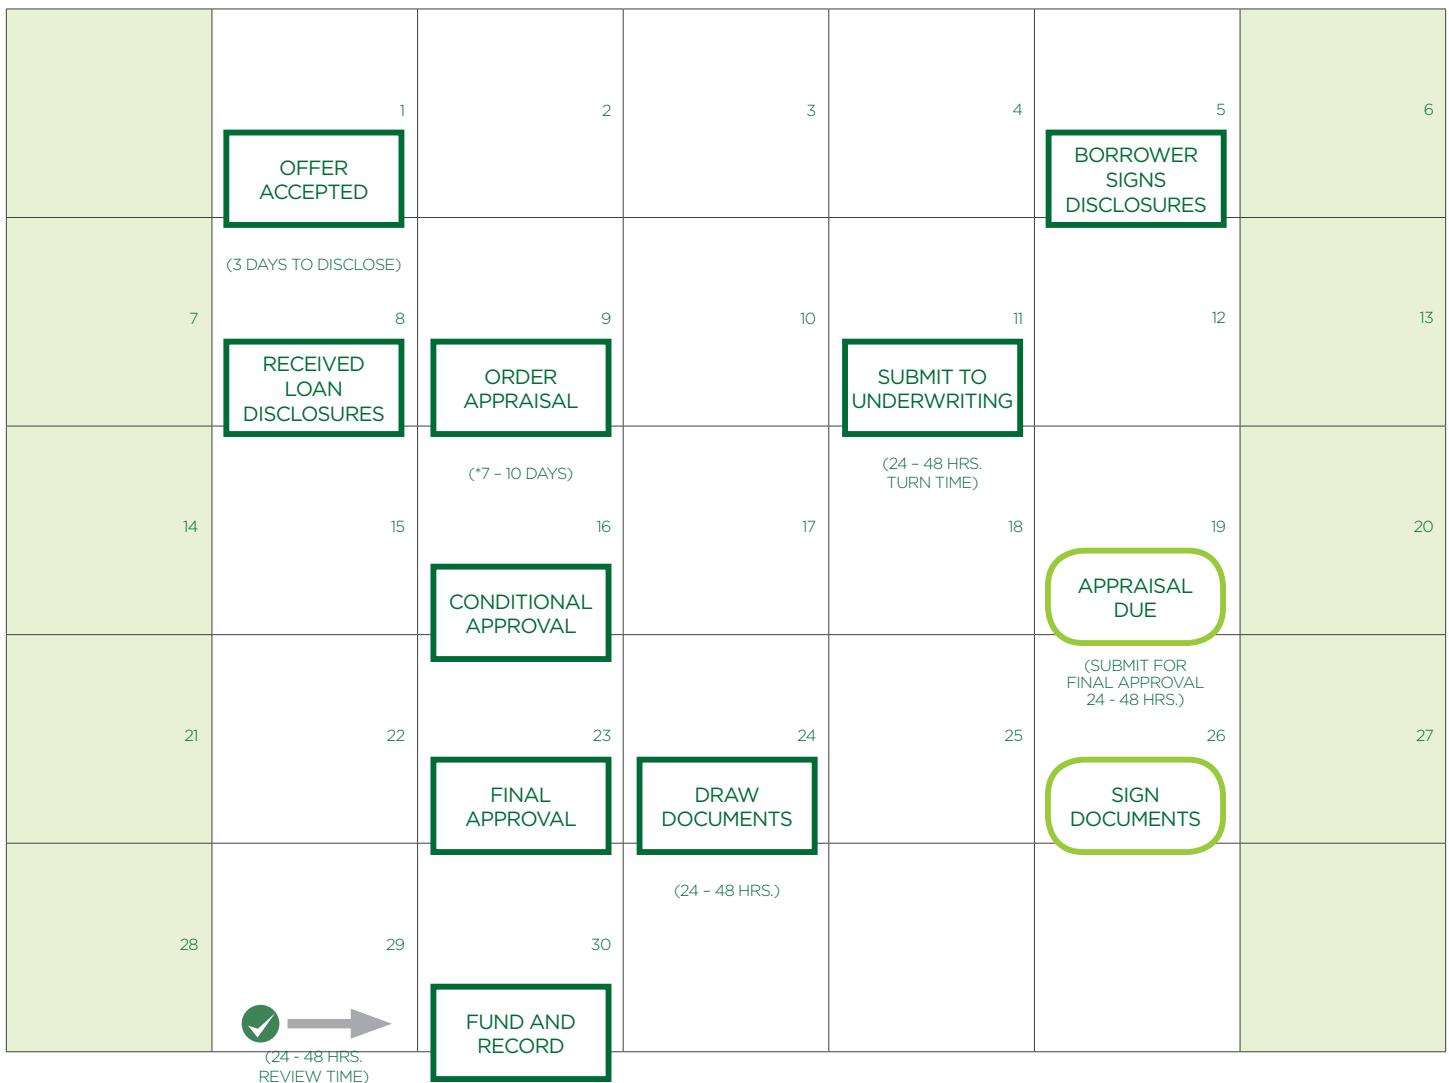 1
2
3
4
5
6
OFFER
ACCEPTED
BORROWER
SIGNS
DISCLOSURES
(3 DAYS TO DISCLOSE)
7
8
9
10
11
12
13
RECEIVED
LOAN
DISCLOSURES
ORDER
APPRAISAL
SUBMIT TO
UNDERWRITING
(*7 – 10 DAYS)
(24 – 48 HRS.
TURN TIME)
14
15
16
17
18
19
20
CONDITIONAL
APPROVAL
APPRAISAL
DUE
(SUBMIT FOR
FINAL APPROVAL
24 - 48 HRS.)
21
22
23
24
25
26
27
FINAL
APPROVAL
DRAW
DOCUMENTS
SIGN
DOCUMENTS
(24 – 48 HRS.)
28
29
30
FUND AND
RECORD
(24 - 48 HRS.
REVIEW TIME)